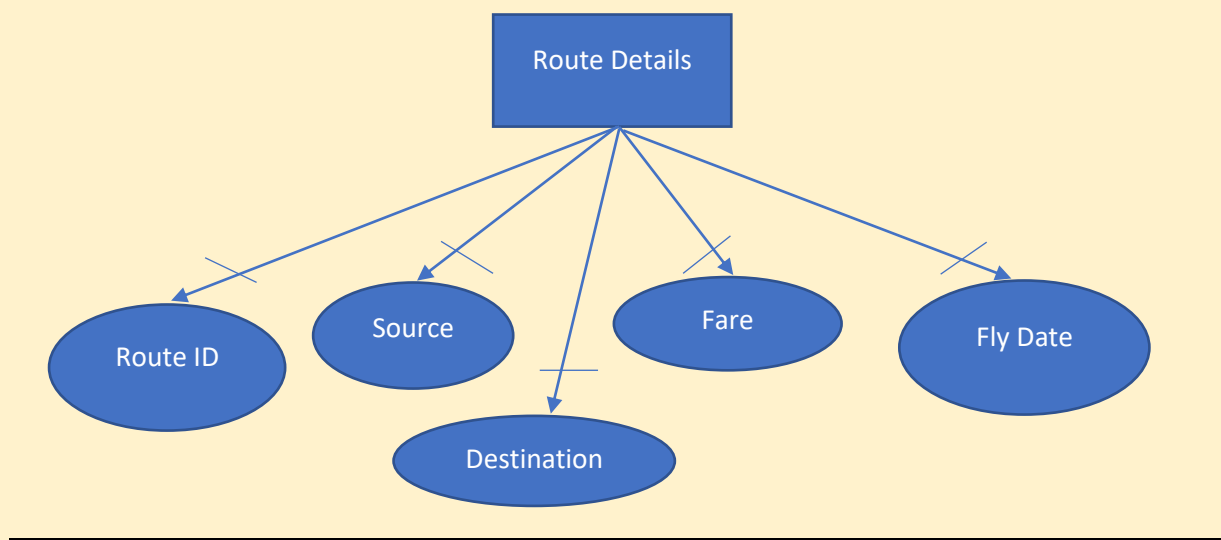 Route Details
Route ID
Source
Destination
Fare
Fly Date